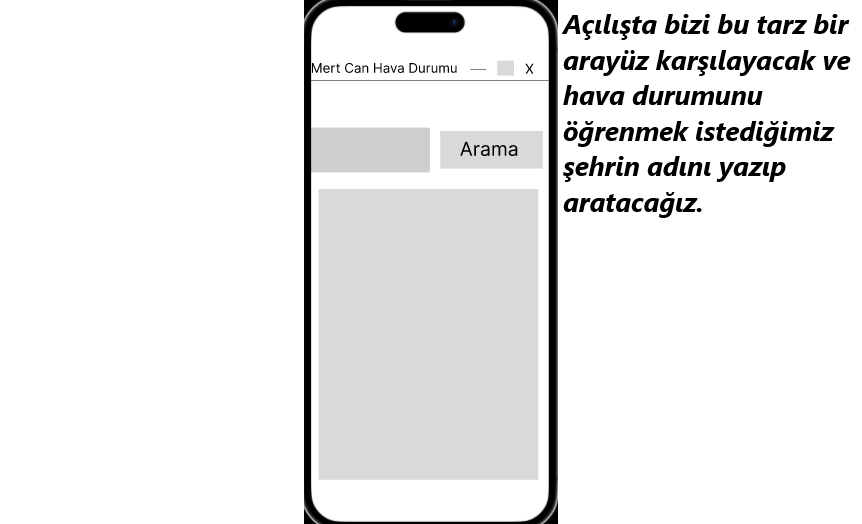 Mert Can Hava Durumu — X
Arama
Açılışta bizi bu tarz bir
arayüz karşılayacak ve
hava durumunu
öğrenmek istediğimiz
şehrin adını yazıp
aratacağız.